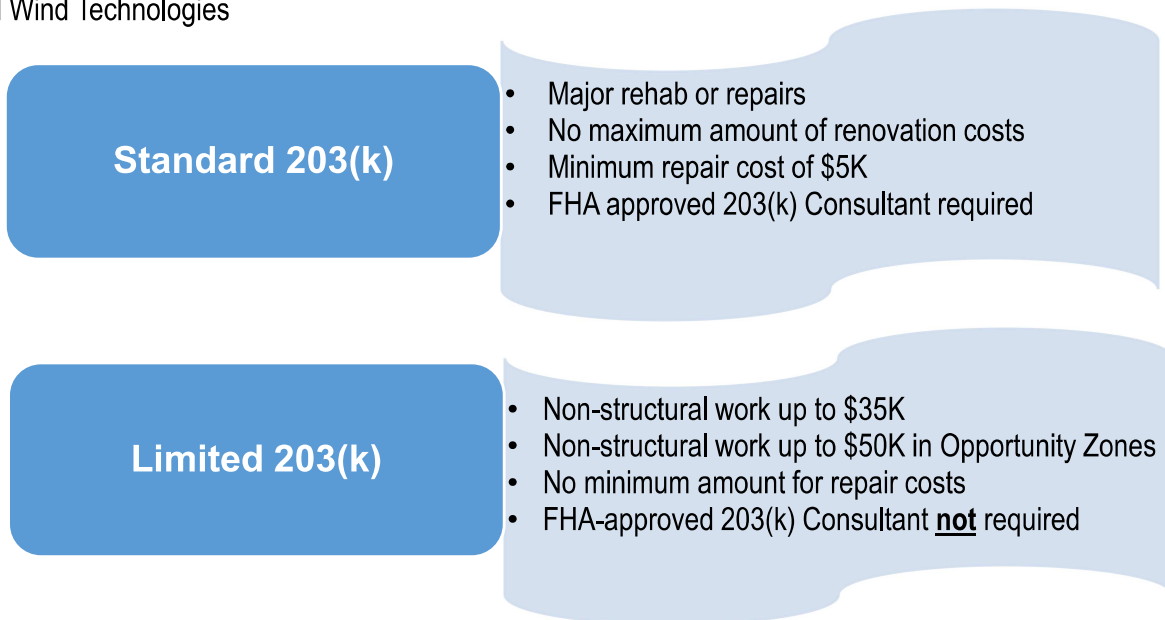 Wind Technologies
Standard 203(k)
• Major rehab or repairs
• No maximum amount of renovation costs
• Minimum repair cost of $5K
• FHA approved 203(k) Consultant required
Limited 203(k)
• Non-structural work up to $35K
• Non-structural work up to $50K in Opportunity Zones
• No minimum amount for repair costs
• FHA-approved 203(k) Consultant not required